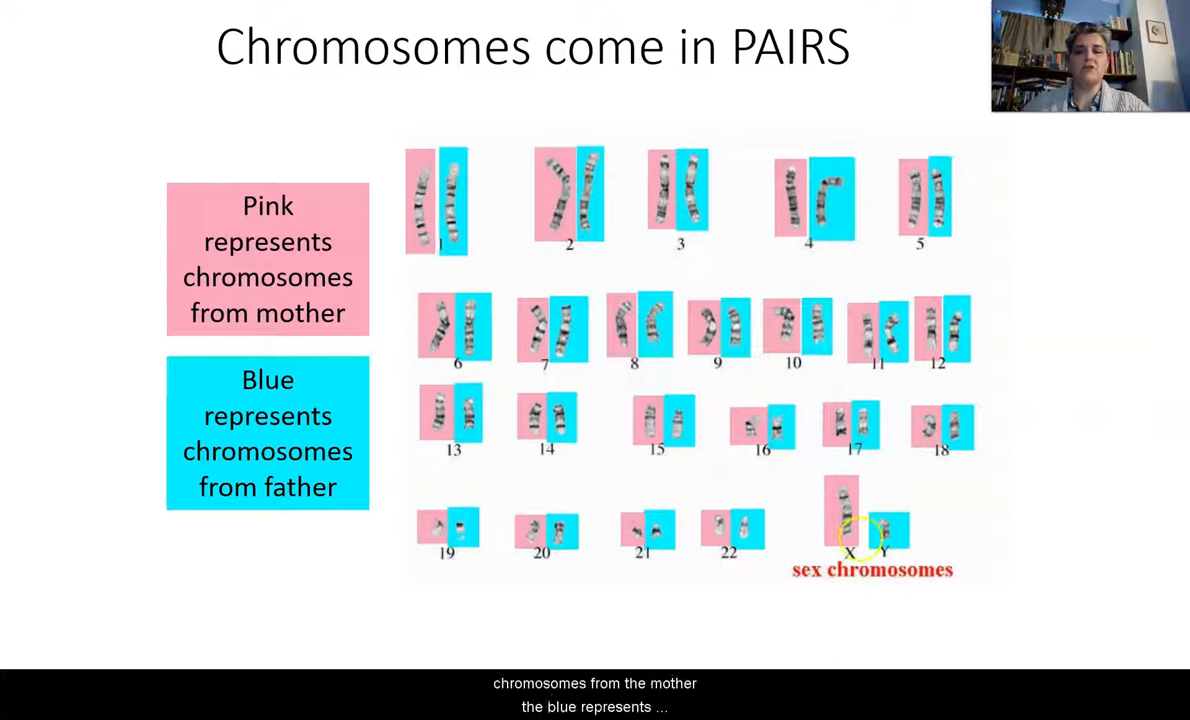 Chromosomes come in PAIRS
Pink
represents
chromosomes
from mother
Blue
represents
chromosomes
from father
1 2 3 4 5
6 7 8 9 10 11 12
13 14 15 16 17 18
19 20 21 22 X Y
sex chromosomes
chromosomes from the mother
the blue represents ...